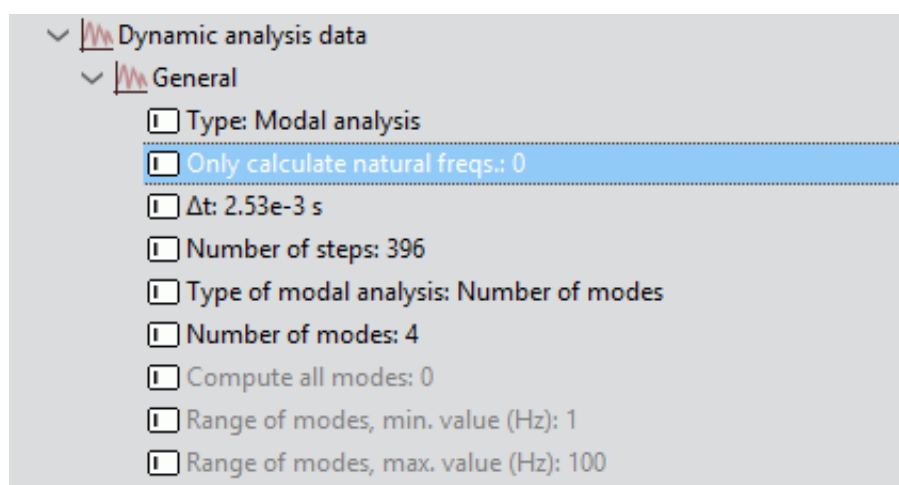 Dynamic analysis data
General
Type: Modal analysis
Only calculate natural freqs.: 0
Δt: 2.53e-3 s
Number of steps: 396
Type of modal analysis: Number of modes
Number of modes: 4
Compute all modes: 0
Range of modes, min. value (Hz): 1
Range of modes, max. value (Hz): 100